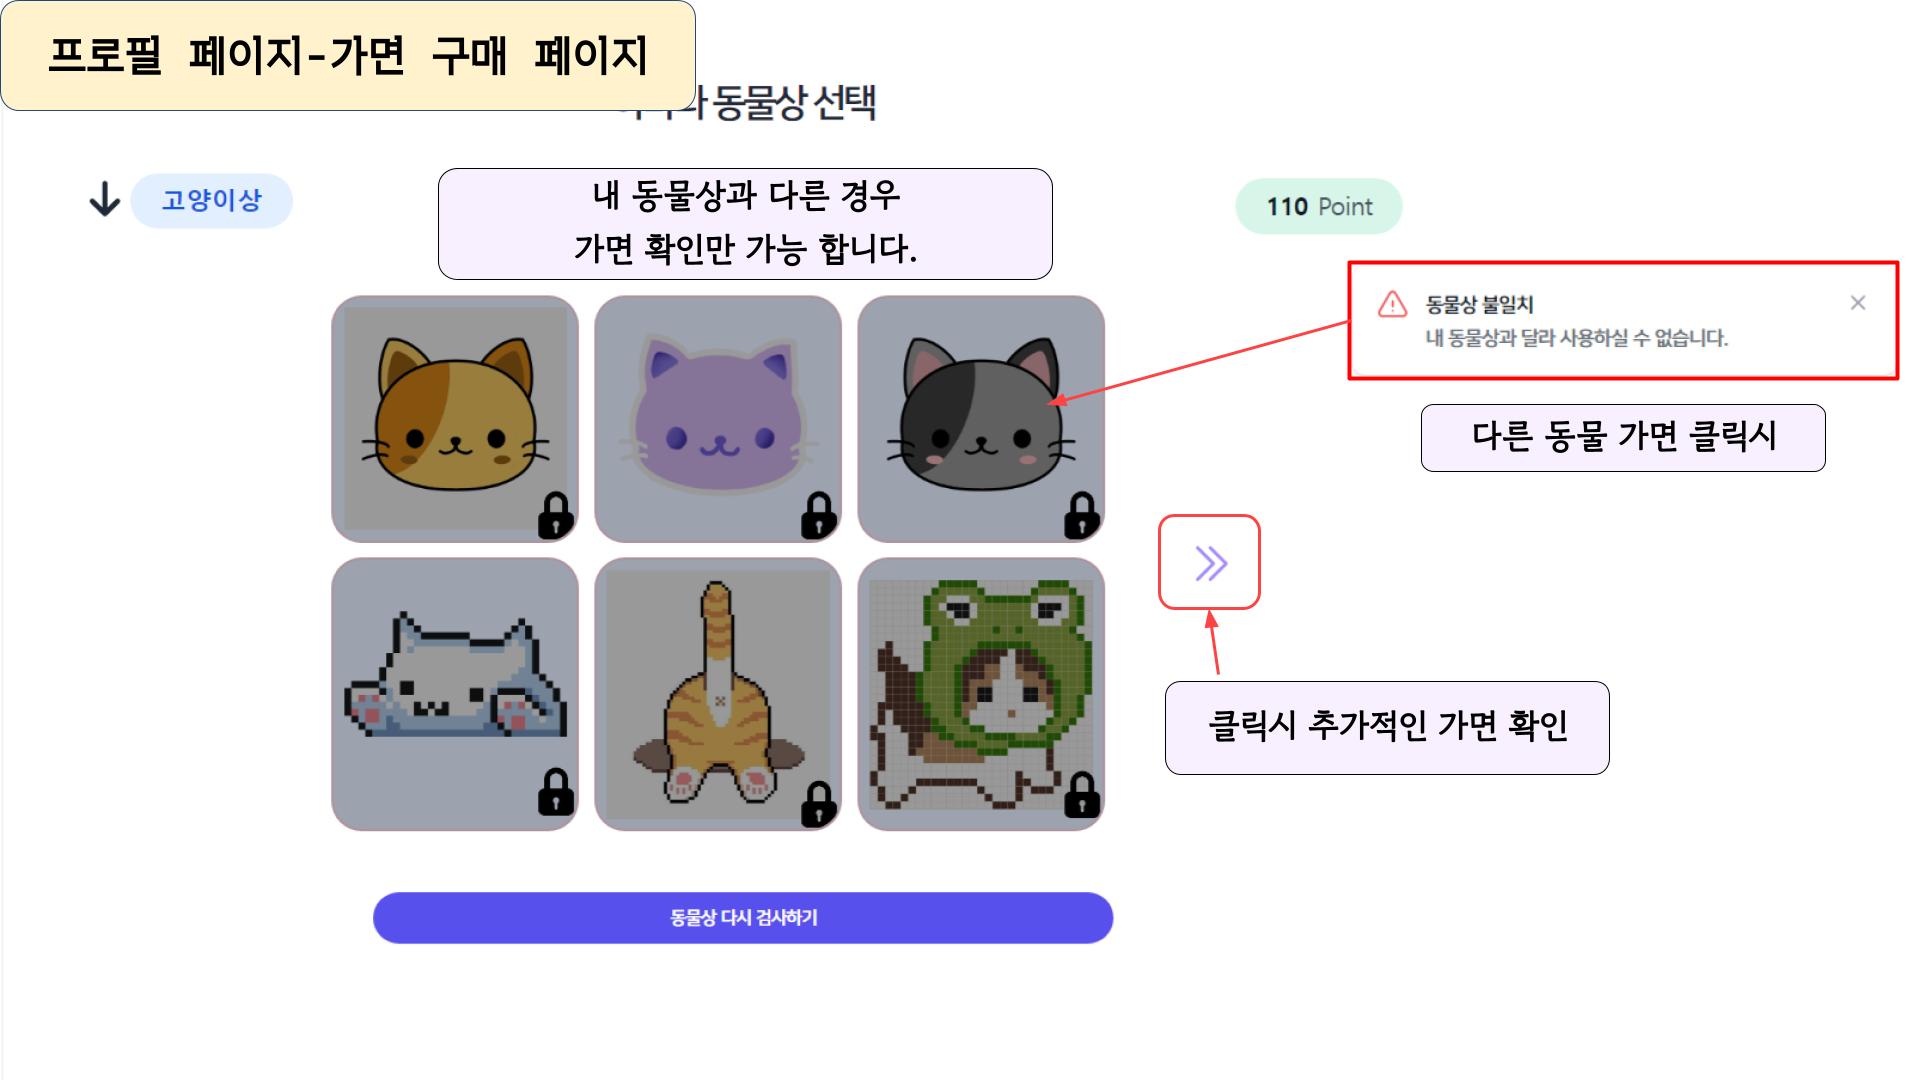 프로필 페이지-가면 구매 페이지
동물상 선택
고양이상
내 동물상과 다른 경우
가면 확인만 가능 합니다.
110 Point
동물상 불일치
내 동물상과 달라 사용하실 수 없습니다.
다른 동물 가면 클릭시
클릭시 추가적인 가면 확인
동물상 다시 검사하기